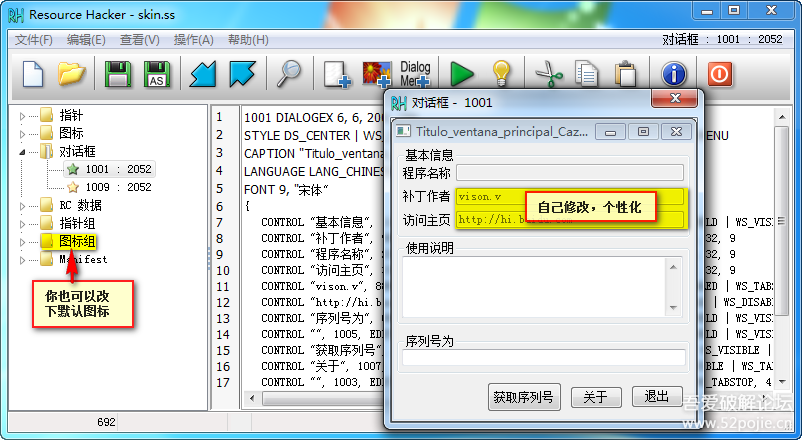 Resource Hacker - skin.ss
文件(F) 编辑(E) 查看(V) 操作(A) 帮助(H)
对话框 : 1001 : 2052
AS
Dialog
Men
指针
图标
对话框
1001 : 2052
1009 : 2052
RC 数据
指针组
图标组
Manifest
你也可以改
下默认图标
1 1001 DIALOGEX 6, 6, 20
2 STYLE DS_CENTER | WS_ ENU
3 CAPTION "Titulo_ventana
4 LANGUAGE LANG_CHINES
5 FONT 9, "宋体"
6 {
7 CONTROL "基本信息", LD | WS_VIS
8 CONTROL "补丁作者", 32, 9
9 CONTROL "程序名称", 32, 9
10 CONTROL "访问主页", 32, 9
11 CONTROL "vison.v", 8 ED | WS_TABS
12 CONTROL "http://hi.b | WS_DISAB
13 CONTROL "序列号为", LD | WS_VISI
14 CONTROL "", 1005, ED LD | WS_TABS
15 CONTROL "获取序列号" S_VISIBLE |
16 CONTROL "关于", 1007 ISIBLE | WS_TA
17 CONTROL "", 1003, ED _TABSTOP, 4
692
对话框 - 1001
Titulo_ventana_principal_Caz...
基本信息
程序名称
补丁作者 vison.v
访问主页 http://hi.b
自己修改，个性化
使用说明
序列号为
获取序列号 关于 退出
吾爱破解论坛
www.52pojie.cn